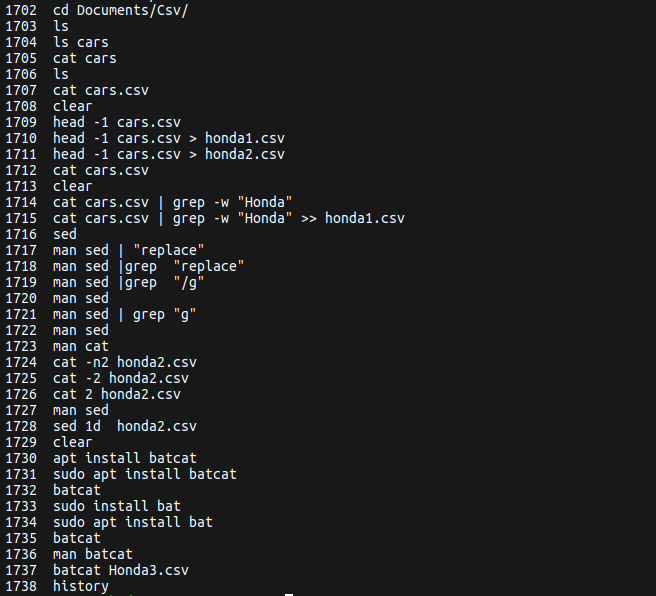 1702 cd Documents/Csv/
1703 ls
1704 ls cars
1705 cat cars
1706 ls
1707 cat cars.csv
1708 clear
1709 head -1 cars.csv
1710 head -1 cars.csv > honda1.csv
1711 head -1 cars.csv > honda2.csv
1712 cat cars.csv
1713 clear
1714 cat cars.csv | grep -w "Honda"
1715 cat cars.csv | grep -w "Honda" >> honda1.csv
1716 sed
1717 man sed | "replace"
1718 man sed |grep  "replace"
1719 man sed |grep  "/g"
1720 man sed
1721 man sed | grep "g"
1722 man sed
1723 man cat
1724 cat -n2 honda2.csv
1725 cat -2 honda2.csv
1726 cat 2 honda2.csv
1727 man sed
1728 sed 1d  honda2.csv
1729 clear
1730 apt install batcat
1731 sudo apt install batcat
1732 batcat
1733 sudo install bat
1734 sudo apt install bat
1735 batcat
1736 man batcat
1737 batcat Honda3.csv
1738 history